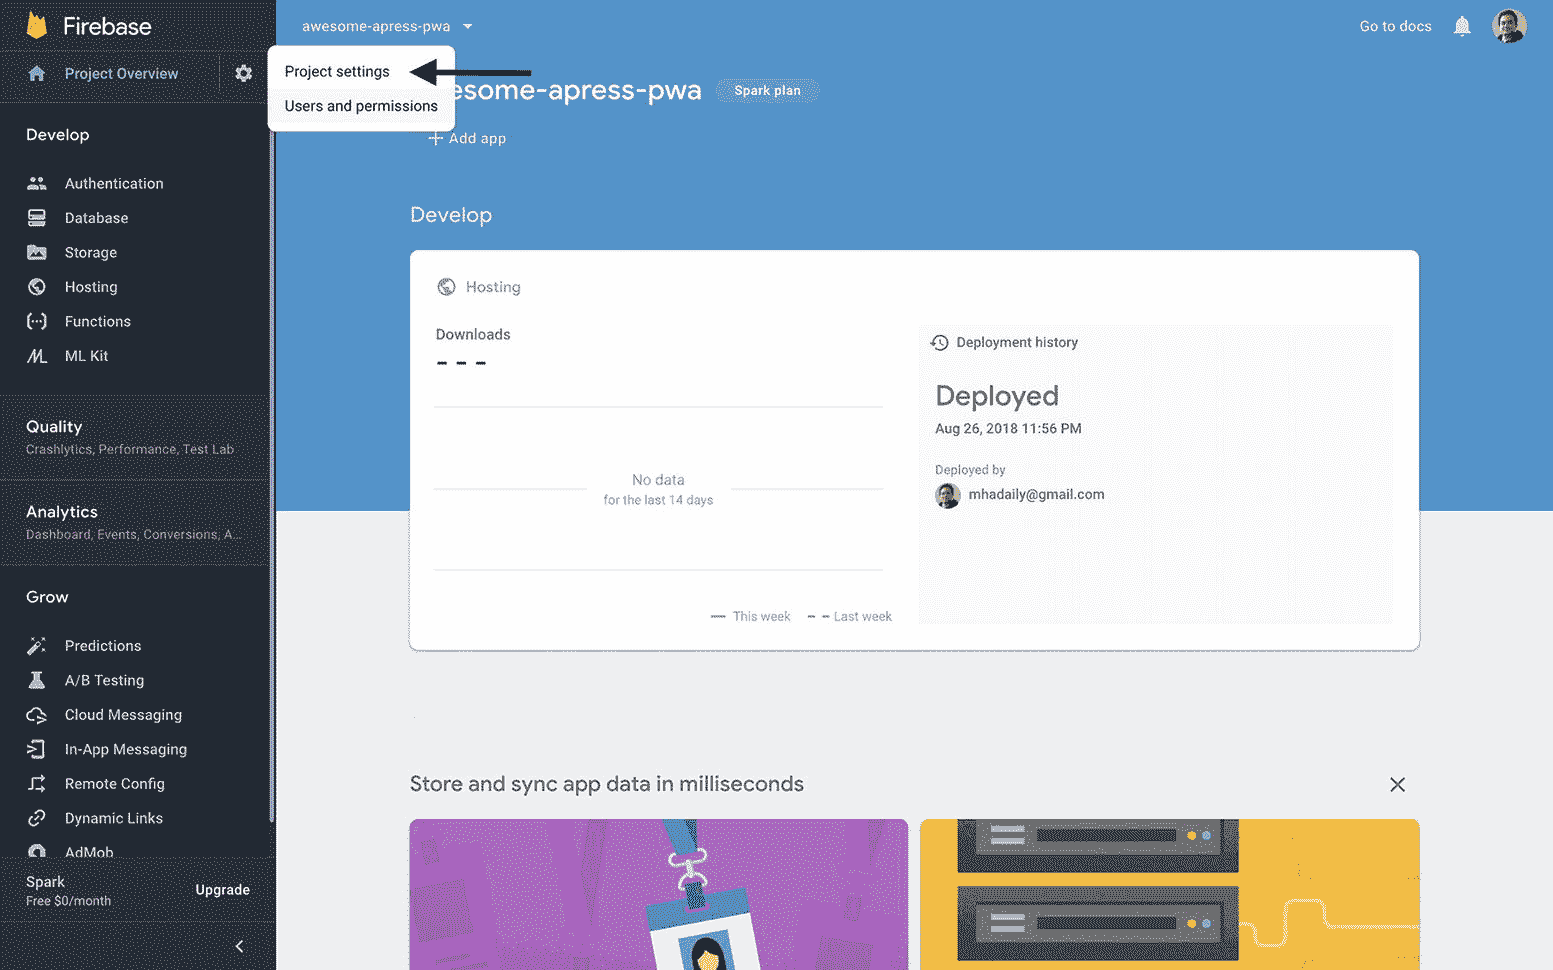 Firebase
awesome-apress-pwa
Go to docs
Project Overview
Project settings
Users and permissions
esome-apress-pwa
Spark plan
+ Add app
Develop
Authentication
Database
Storage
Hosting
Functions
ML Kit
Quality
Crashlytics, Performance, Test Lab
Analytics
Dashboard, Events, Conversions, A...
Grow
Predictions
A/B Testing
Cloud Messaging
In-App Messaging
Remote Config
Dynamic Links
AdMob
Spark
Free $0/month
Upgrade
Develop
Hosting
Downloads
- - -
No data
for the last 14 days
This week
Last week
Deployment history
Deployed
Aug 26, 2018 11:56 PM
Deployed by
mhadaily@gmail.com
Store and sync app data in milliseconds